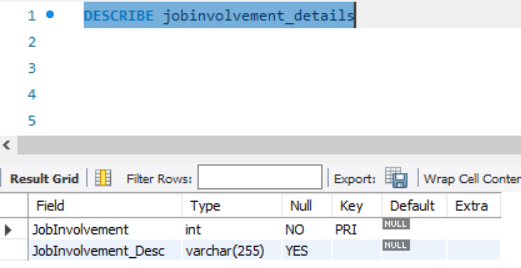 1 DESCRIBE jobinvolvement_details
2
3
4
5
Result Grid Filter Rows: Export: Wrap Cell Conten
Field Type Null Key Default Extra
JobInvolvement int NO PRI NULL
JobInvolvement_Desc varchar(255) YES NULL